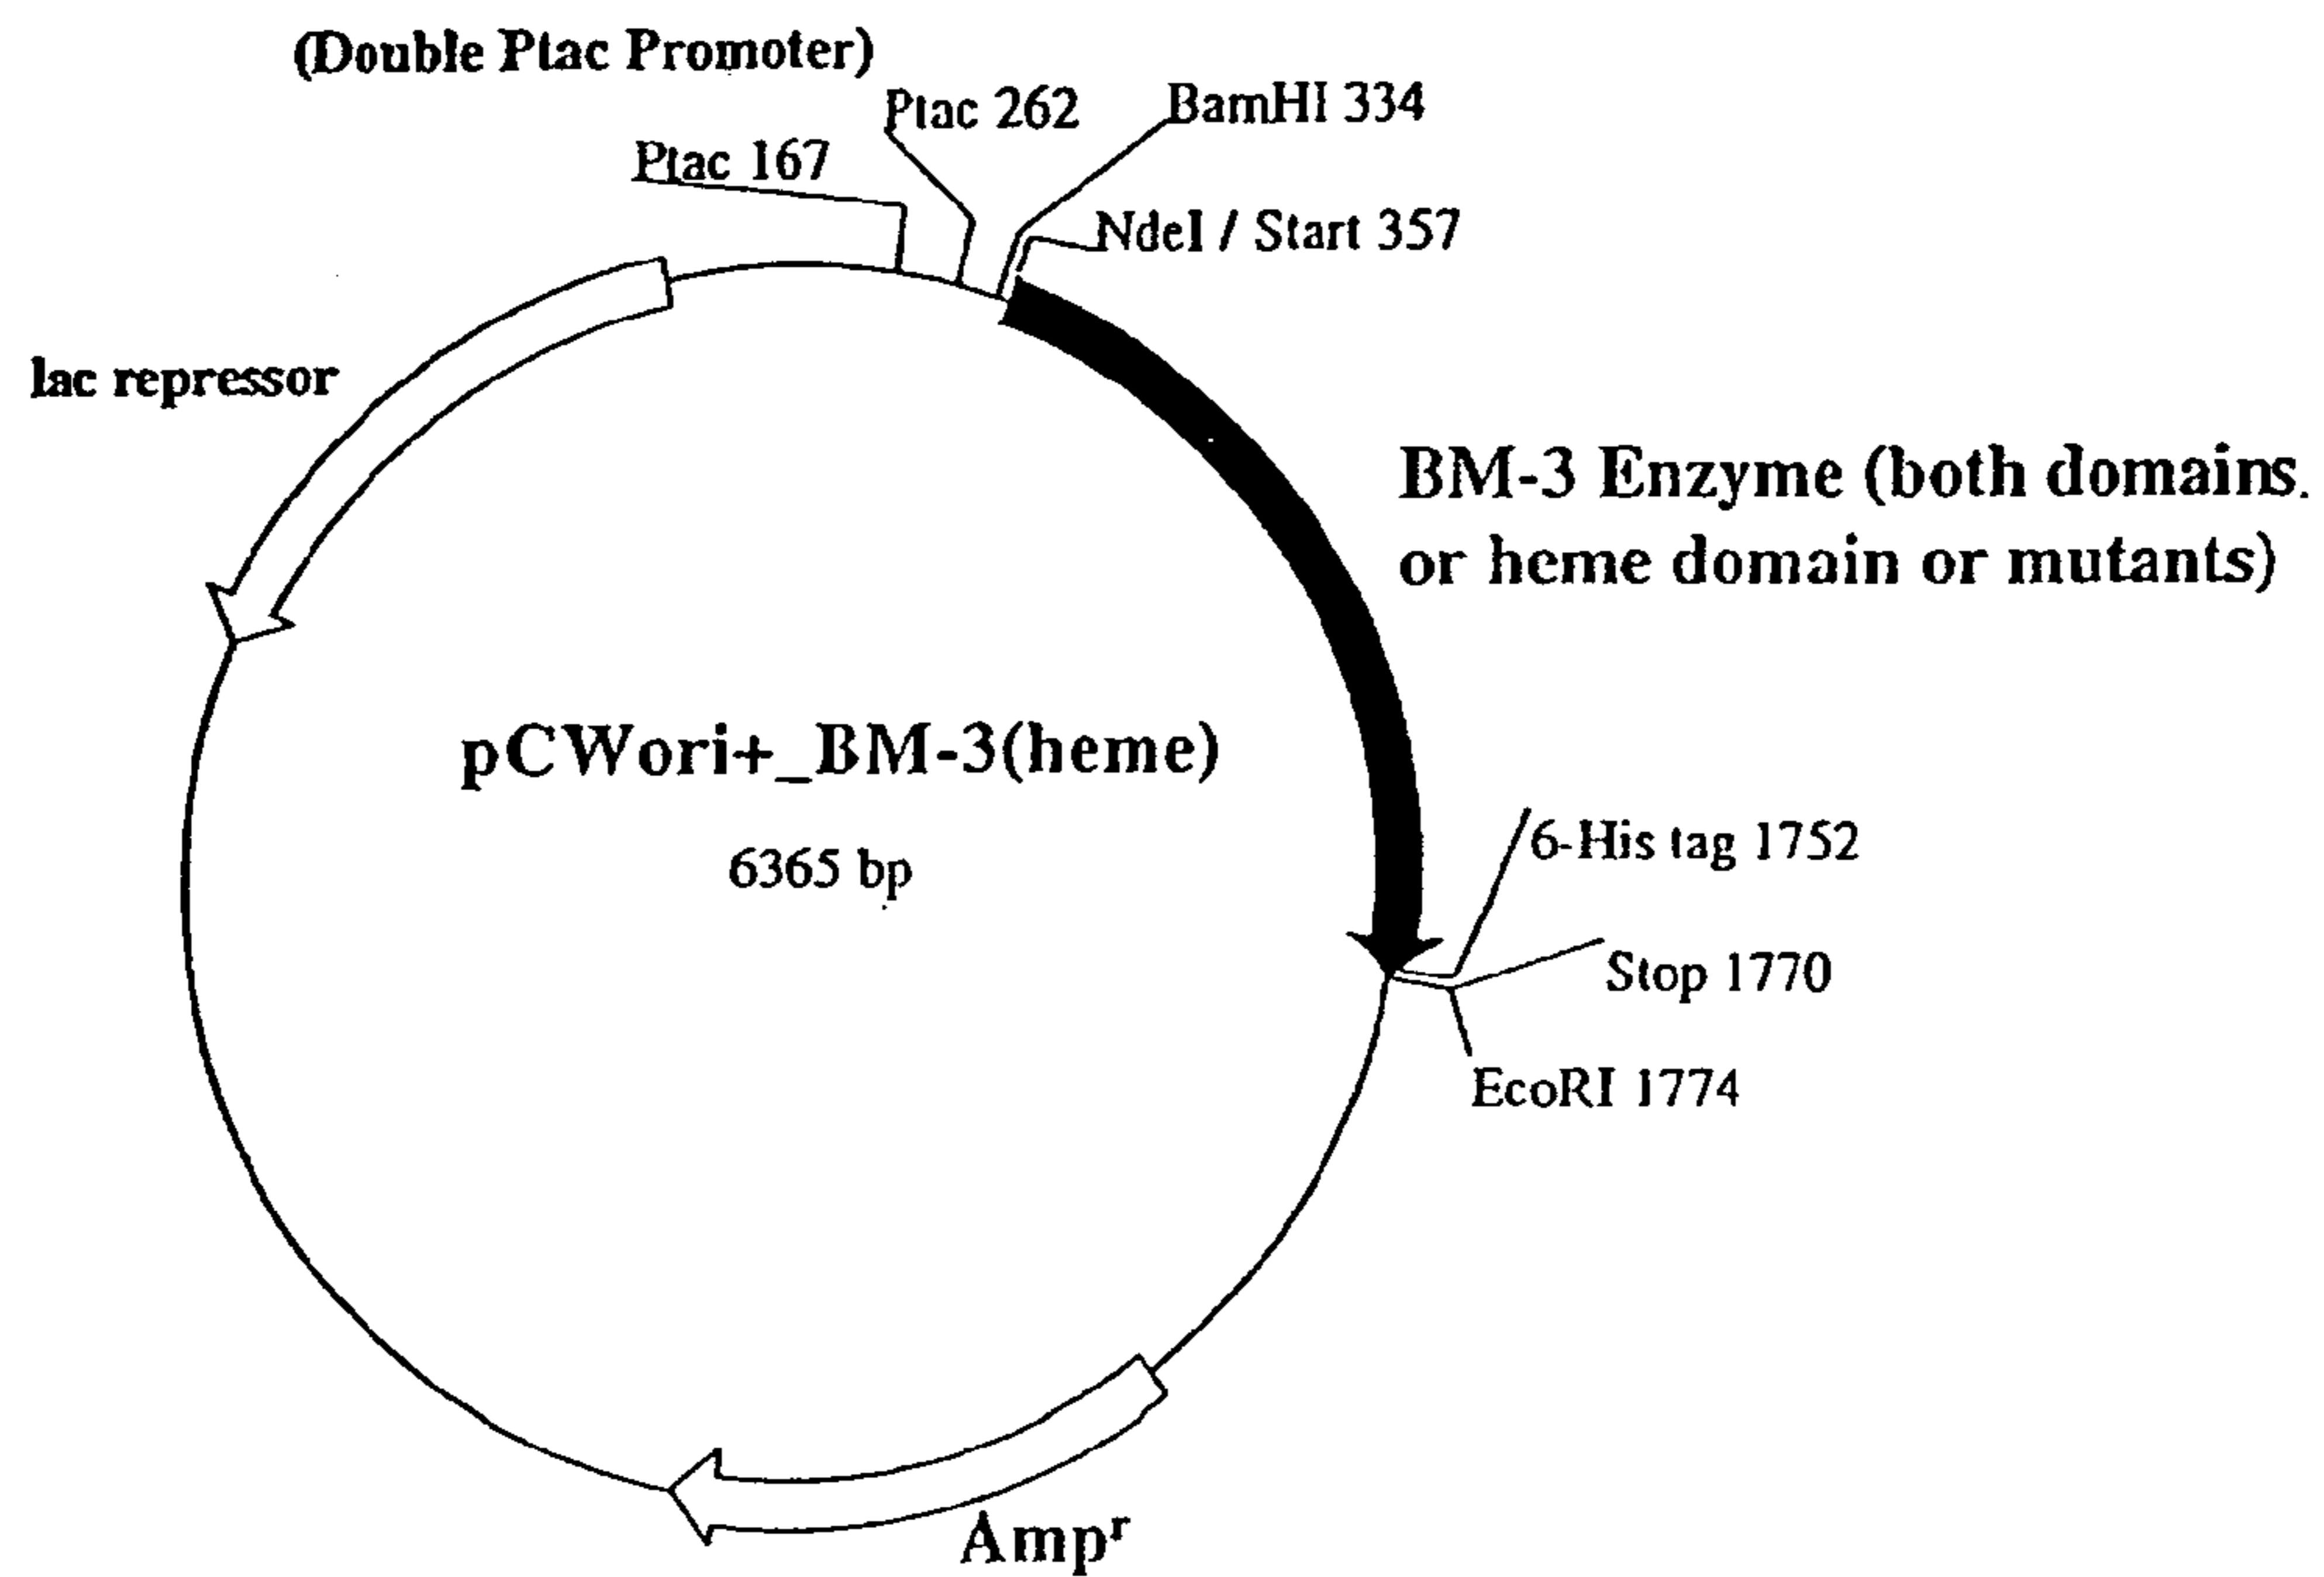 (Double Ptac Promoter)
Ptac 262
BamHI 334
Ptac 167
NdeI / Start 357
lac repressor
BM-3 Enzyme (both domains.
or heme domain or mutants)
pCWori+_BM-3(heme)
6365 bp
6-His tag 1752
Stop 1770
EcoRI 1774
Ampʳ